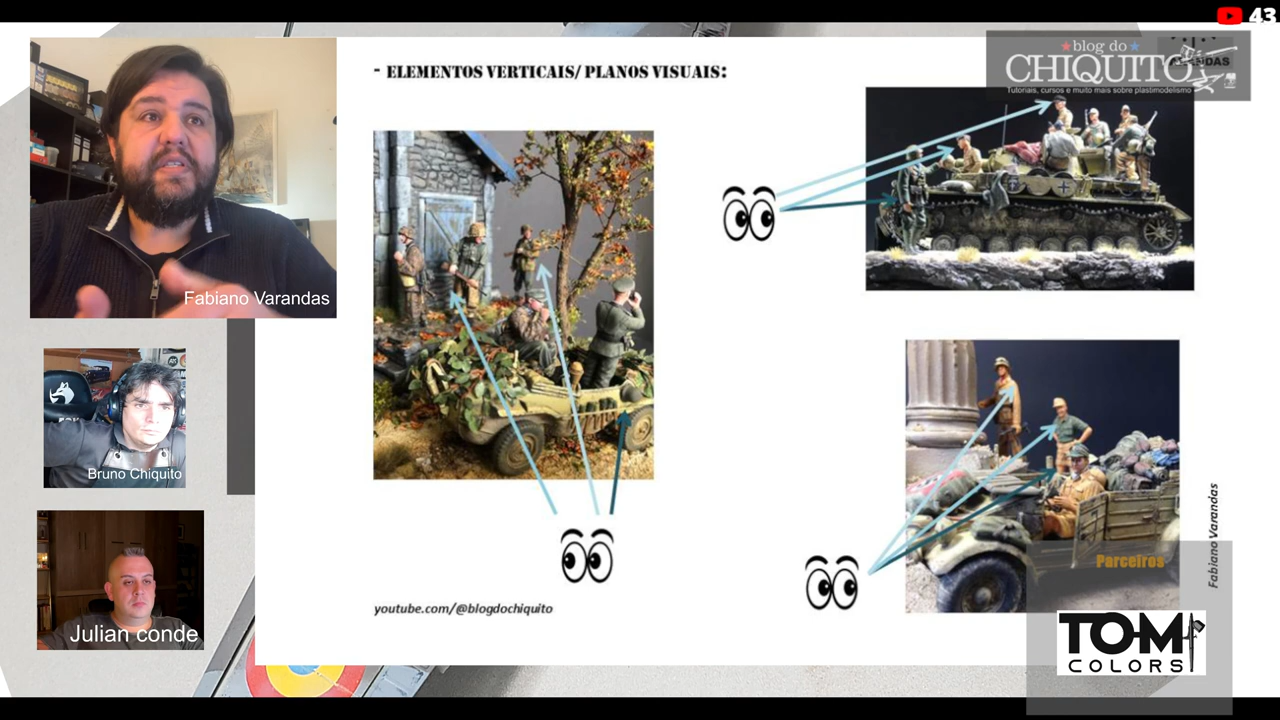 43
- ELEMENTOS VERTICAIS/ PLANOS VISUAIS:
blog do
CHIQUITO
Tutoriais, cursos e muito mais sobre plastimodelismo
Fabiano Varandas
Bruno Chiquito
Julian conde
youtube.com/@blogdochiquito
Fabiano Varandas
Parceiros
TOM
COLORS